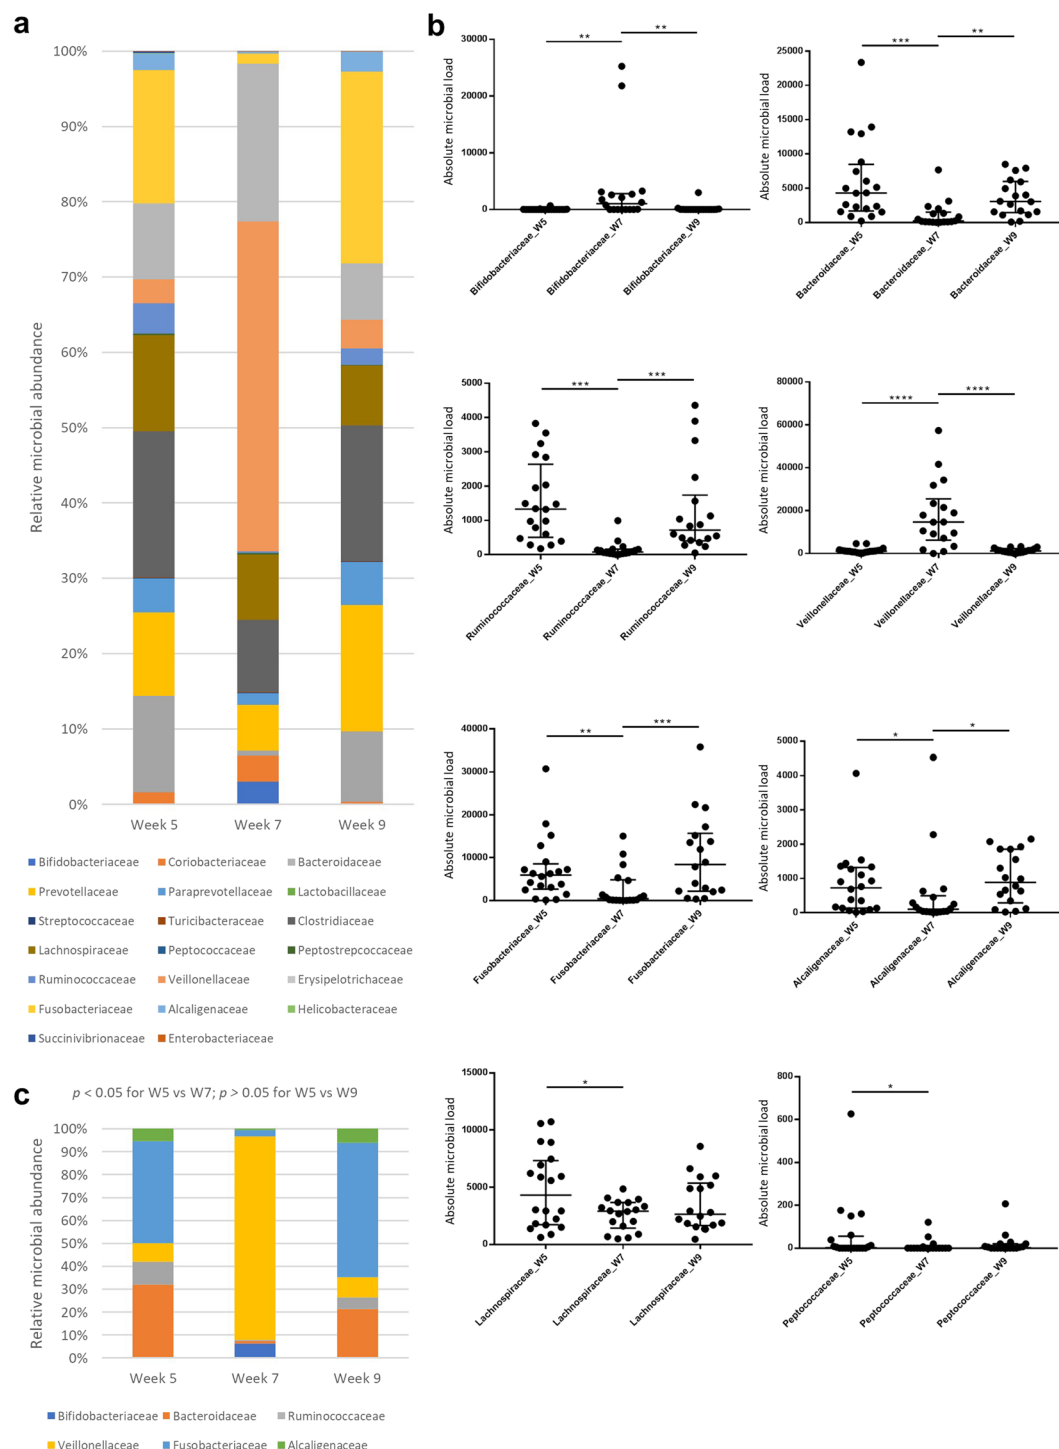 a
100%
90%
80%
70%
60%
50%
40%
30%
20%
10%
0%
Relative microbial abundance
Week 5 Week 7 Week 9
Bifidobacteriaceae Coriobacteriaceae Bacteroidaceae
Prevotellaceae Paraprevotellaceae Lactobacillaceae
Streptococcaceae Turicibacteraceae Clostridiaceae
Lachnospiraceae Peptococcaceae Peptostrepcoccaceae
Ruminococcaceae Veillonellaceae Erysipelotrichaceae
Fusobacteriaceae Alcaligenaceae Helicobacteraceae
Succinivibrionaceae Enterobacteriaceae
b
Absolute microbial load
30000
20000
10000
0
** **
Bifidobacteriaceae_W5 Bifidobacteriaceae_W7 Bifidobacteriaceae_W9
Absolute microbial load
25000
20000
15000
10000
5000
0
*** **
Bacteroidaceae_W5 Bacteroidaceae_W7 Bacteroidaceae_W9
Absolute microbial load
5000
4000
3000
2000
1000
0
*** ***
Ruminococcaceae_W5 Ruminococcaceae_W7 Ruminococcaceae_W9
Absolute microbial load
80000
60000
40000
20000
0
**** ****
Veillonellaceae_W5 Veillonellaceae_W7 Veillonellaceae_W9
Absolute microbial load
40000
30000
20000
10000
0
** ***
Fusobacteriaceae_W5 Fusobacteriaceae_W7 Fusobacteriaceae_W9
Absolute microbial load
5000
4000
3000
2000
1000
0
* *
Alcaligenaceae_W5 Alcaligenaceae_W7 Alcaligenaceae_W9
Absolute microbial load
15000
10000
5000
0
*
Lachnospiraceae_W5 Lachnospiraceae_W7 Lachnospiraceae_W9
Absolute microbial load
800
600
400
200
0
*
Peptococcaceae_W5 Peptococcaceae_W7 Peptococcaceae_W9
c
p < 0.05 for W5 vs W7; p > 0.05 for W5 vs W9
100%
90%
80%
70%
60%
50%
40%
30%
20%
10%
0%
Relative microbial abundance
Week 5 Week 7 Week 9
Bifidobacteriaceae Bacteroidaceae Ruminococcaceae
Veillonellaceae Fusobacteriaceae Alcaligenaceae